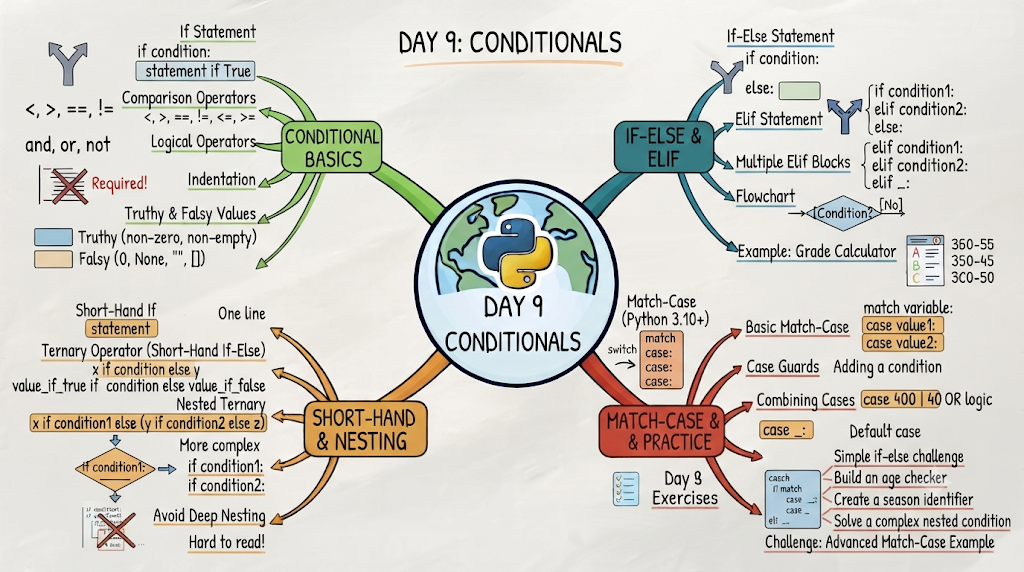 DAY 9: CONDITIONALS
If Statement
if condition:
statement if True
<, >, ==, !=
Comparison Operators
<, >, ==, !=, <=, >=
and, or, not
Logical Operators
Required!
Indentation
Truthy & Falsy Values
Truthy (non-zero, non-empty)
Falsy (0, None, "", [])
CONDITIONAL
BASICS
If-Else Statement
if condition:
else:
Elif Statement
if condition1:
elif condition2:
else:
Multiple Elif Blocks
elif condition1:
elif condition2:
elif _:
Flowchart
[Condition?
[No]
Example: Grade Calculator
A
B
C
360-55
350-45
300-50
IF-ELSE &
ELIF
DAY 9
CONDITIONALS
Short-Hand If
statement
One line
Ternary Operator (Short-Hand If-Else)
x if condition else y
value_if_true if condition else value_if_false
Nested Ternary
x if condition1 else (y if condition2 else z)
More complex
If condition1:
if condition1:
if condition2:
Avoid Deep Nesting
Hard to read!
SHORT-HAND
& NESTING
Match-Case
(Python 3.10+)
switch
match
case:
case:
case:
Basic Match-Case
match variable:
case value1:
case value2:
Case Guards
Adding a condition
Combining Cases
case 400 | 40 OR logic
case _:
Default case
MATCH-CASE &
& PRACTICE
Day 9
Exercises
match
case
Simple if-else challenge
Build an age checker
Create a season identifier
Solve a complex nested condition
Challenge: Advanced Match-Case Example